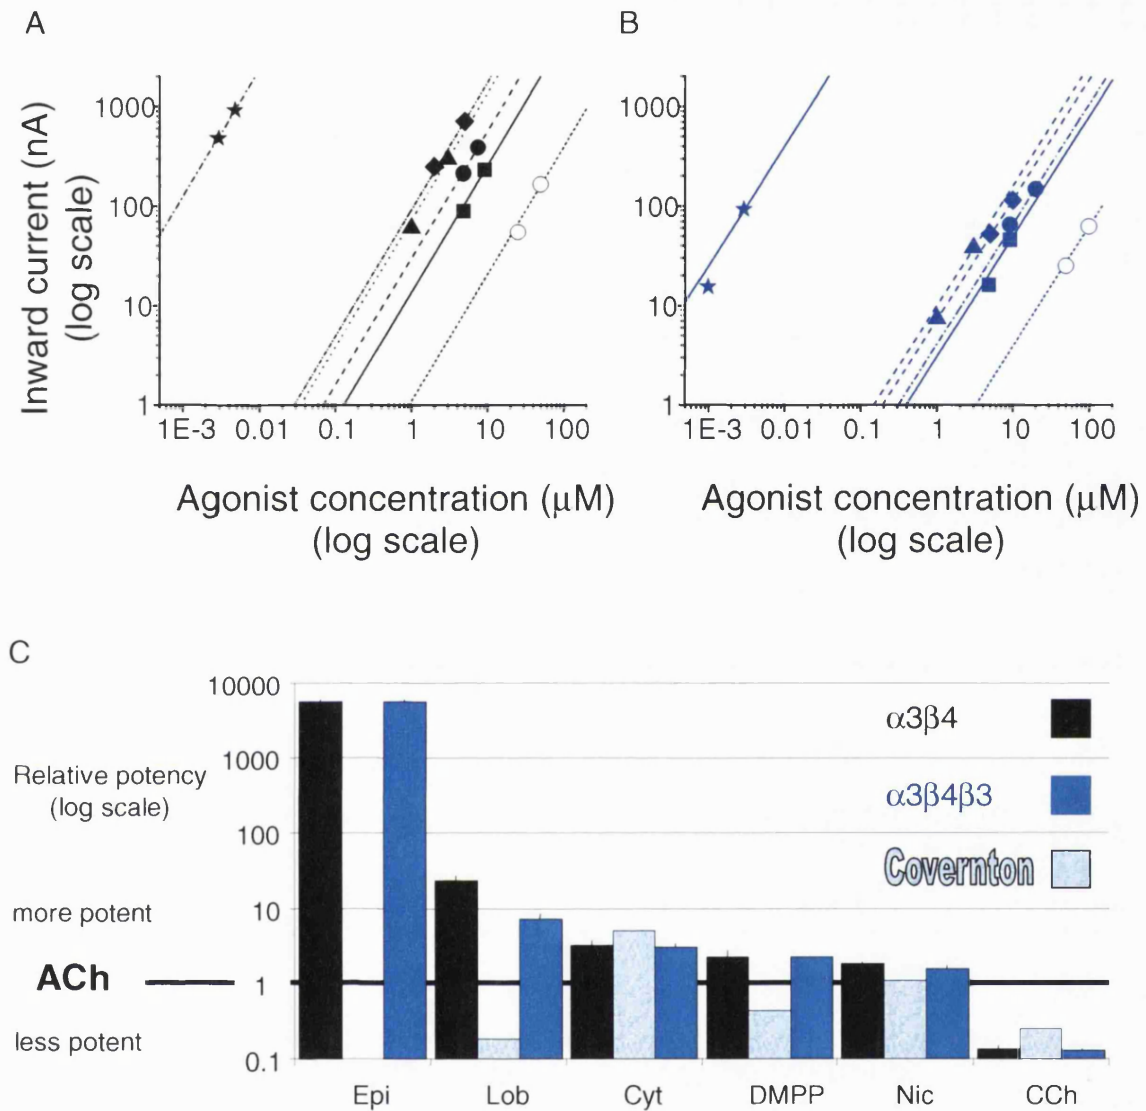 A
B
Inward current (nA)
(log scale)
1000
100
10
1
1E-3 0.01 0.1 1 10 100
Agonist concentration (μM)
(log scale)
1000
100
10
1
1E-3 0.01 0.1 1 10 100
Agonist concentration (μM)
(log scale)
C
Relative potency
(log scale)
more potent
ACh
less potent
10000
1000
100
10
1
0.1
α3β4
α3β4β3
Covernton
Epi Lob Cyt DMPP Nic CCh